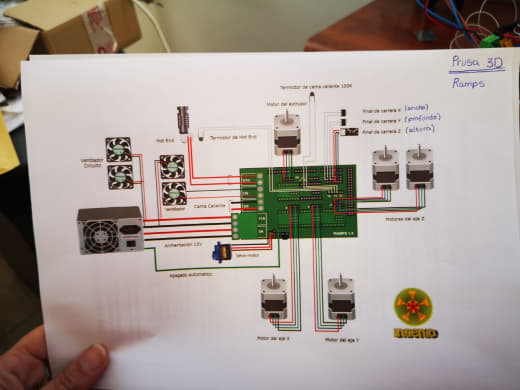 Prusa 3D
Ramps
Termistor de cama caliente 100K
Motor del extrusor
Final de carrera X (ancho)
Final de carrera Y (profundo)
Final de carrera Z (altura)
Hot End
Termistor de Hot End
Ventilador
Circuito
Ventilador
Cama Caliente
Motores del eje Z
11A
5A
RAMPS 1.4
Alimentación 12V
Servo motor
Apagado automático
Motor del eje X
Motor del eje Y